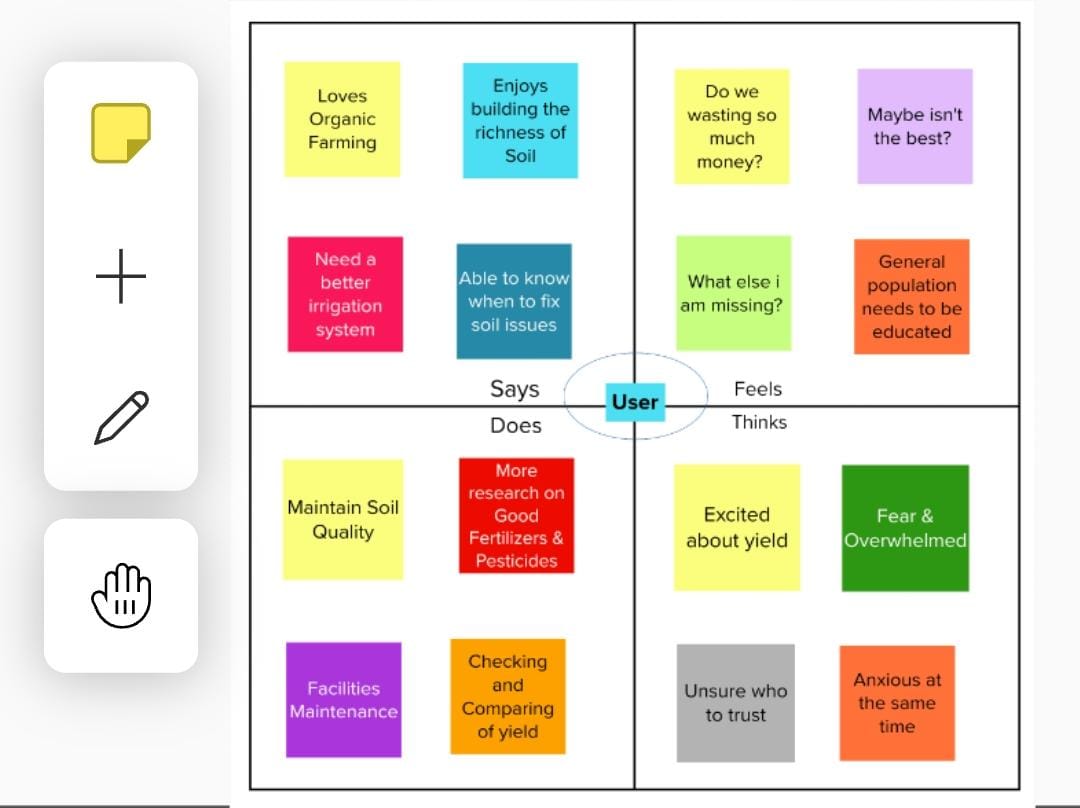 Loves
Organic
Farming
Enjoys
building the
richness of
Soil
Need a
better
irrigation
system
Able to know
when to fix
soil issues
Says
Do we
wasting so
much
money?
Maybe isn't
the best?
What else i
am missing?
General
population
needs to be
educated
Feels
User
Does
Maintain Soil
Quality
More
research on
Good
Fertilizers &
Pesticides
Facilities
Maintenance
Checking
and
Comparing
of yield
Thinks
Excited
about yield
Fear &
Overwhelmed
Unsure who
to trust
Anxious at
the same
time